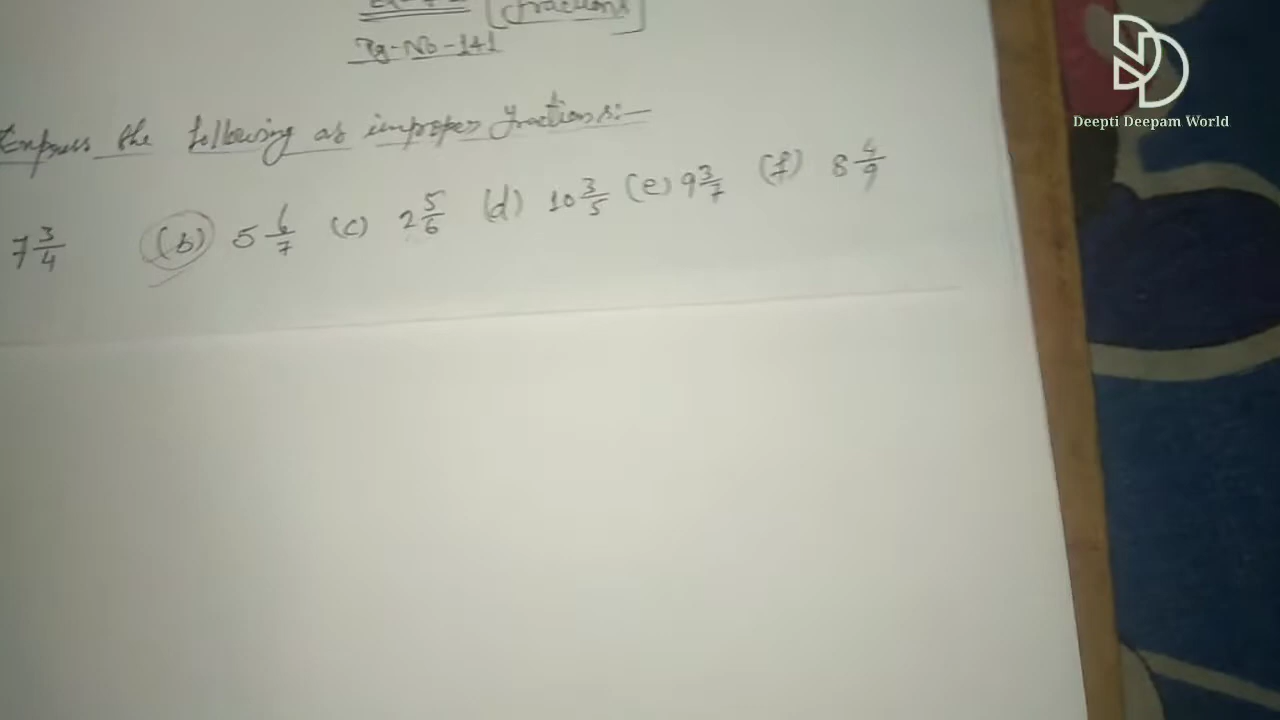 [fractions]
Pg-No-141
Express the following as improper fractions:-
7 3/4 (b) 5 6/7 (c) 2 5/6 (d) 10 3/5 (e) 9 3/7 (f) 8 4/9
Deepti Deepam World